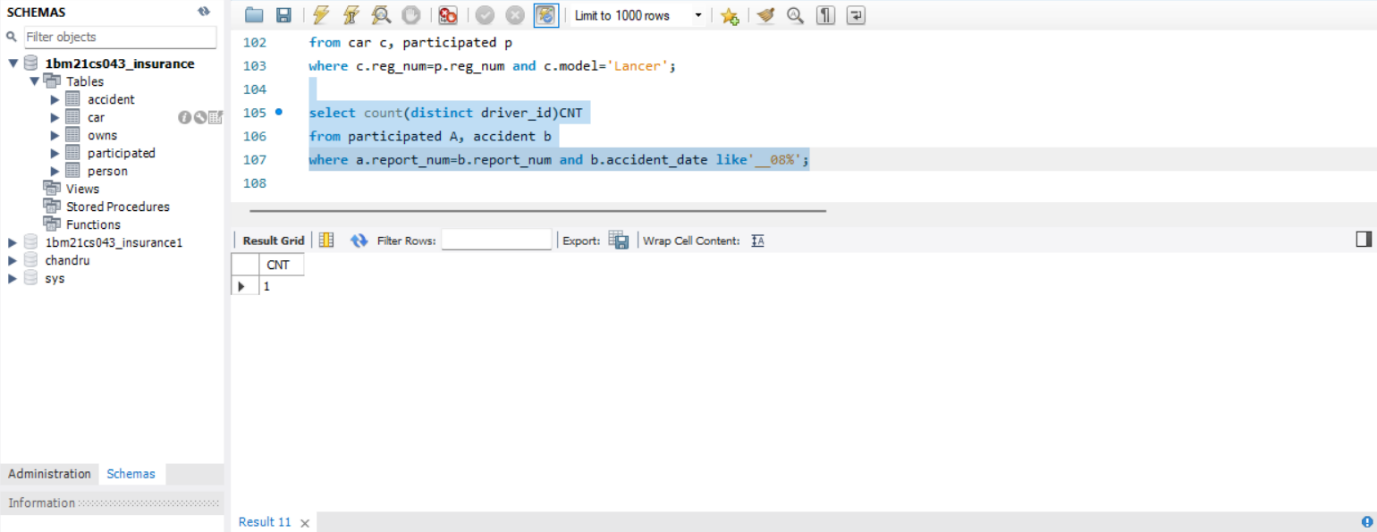 SCHEMAS
Filter objects
1bm21cs043_insurance
Tables
accident
car
owns
participated
person
Views
Stored Procedures
Functions
1bm21cs043_insurance1
chandru
sys
Administration Schemas
Information
Limit to 1000 rows
102 from car c, participated p
103 where c.reg_num=p.reg_num and c.model='Lancer';
104
105 select count(distinct driver_id)CNT
106 from participated A, accident b
107 where a.report_num=b.report_num and b.accident_date like'__08%';
108
Result Grid Filter Rows: Export: Wrap Cell Content:
CNT
1
Result 11